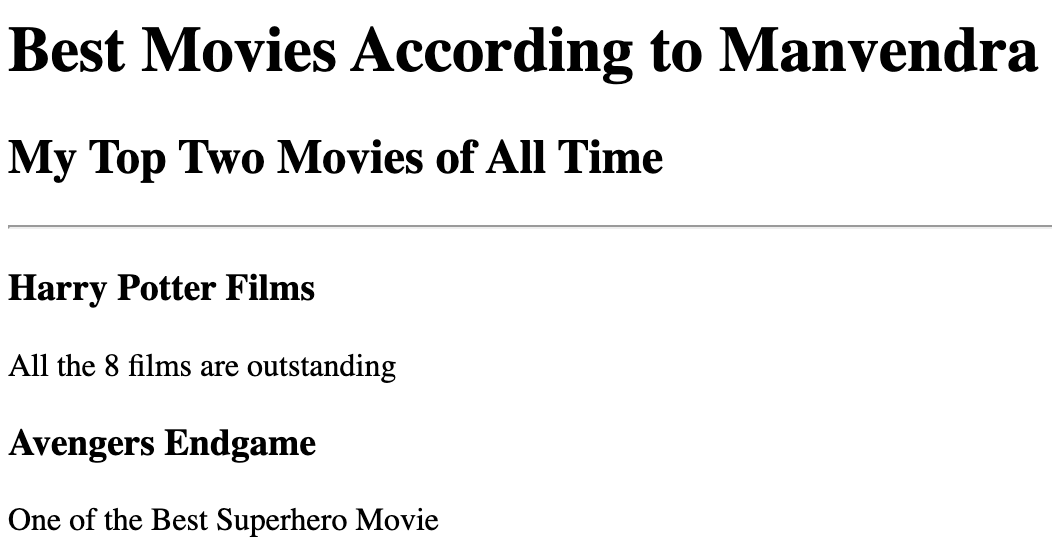 Best Movies According to Manvendra
My Top Two Movies of All Time
Harry Potter Films
All the 8 films are outstanding
Avengers Endgame
One of the Best Superhero Movie